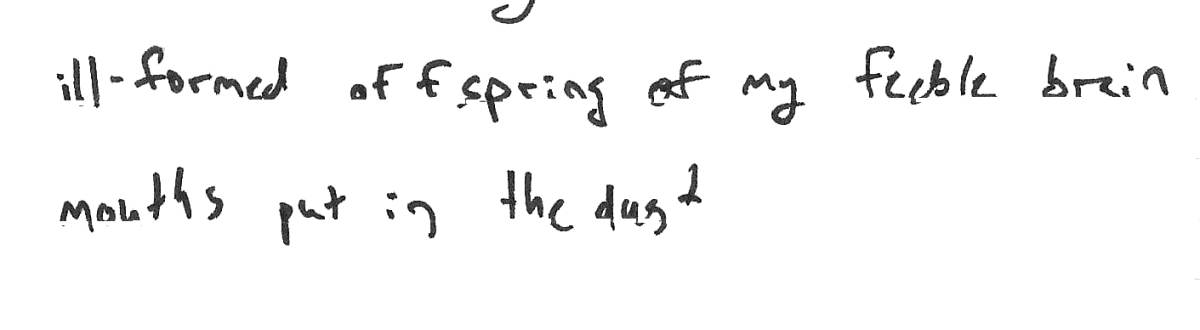 ill-formed offspring of my feeble brain
mouths put in the dust